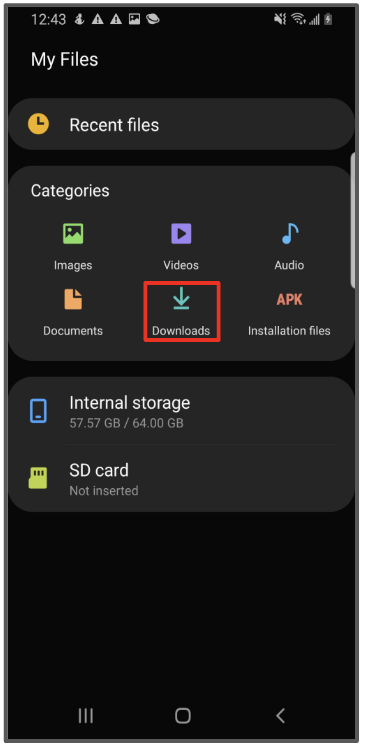 12:43
My Files
Recent files
Categories
Images Videos Audio
APK
Documents Downloads Installation files
Internal storage
57.57 GB / 64.00 GB
SD card
Not inserted